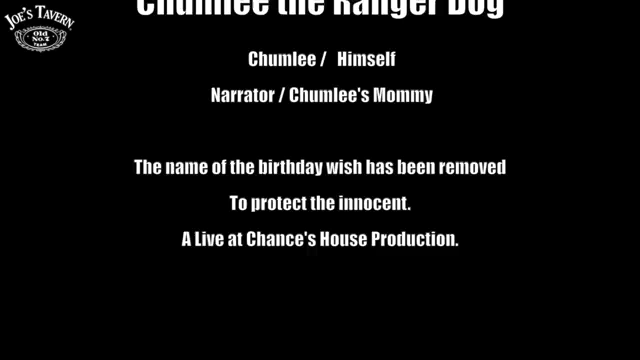 JOE'S TAVERN
Old
No.7
TEAM
Chumlee the Ranger Dog
Chumlee / Himself
Narrator / Chumlee's Mommy
The name of the birthday wish has been removed
To protect the innocent.
A Live at Chance's House Production.